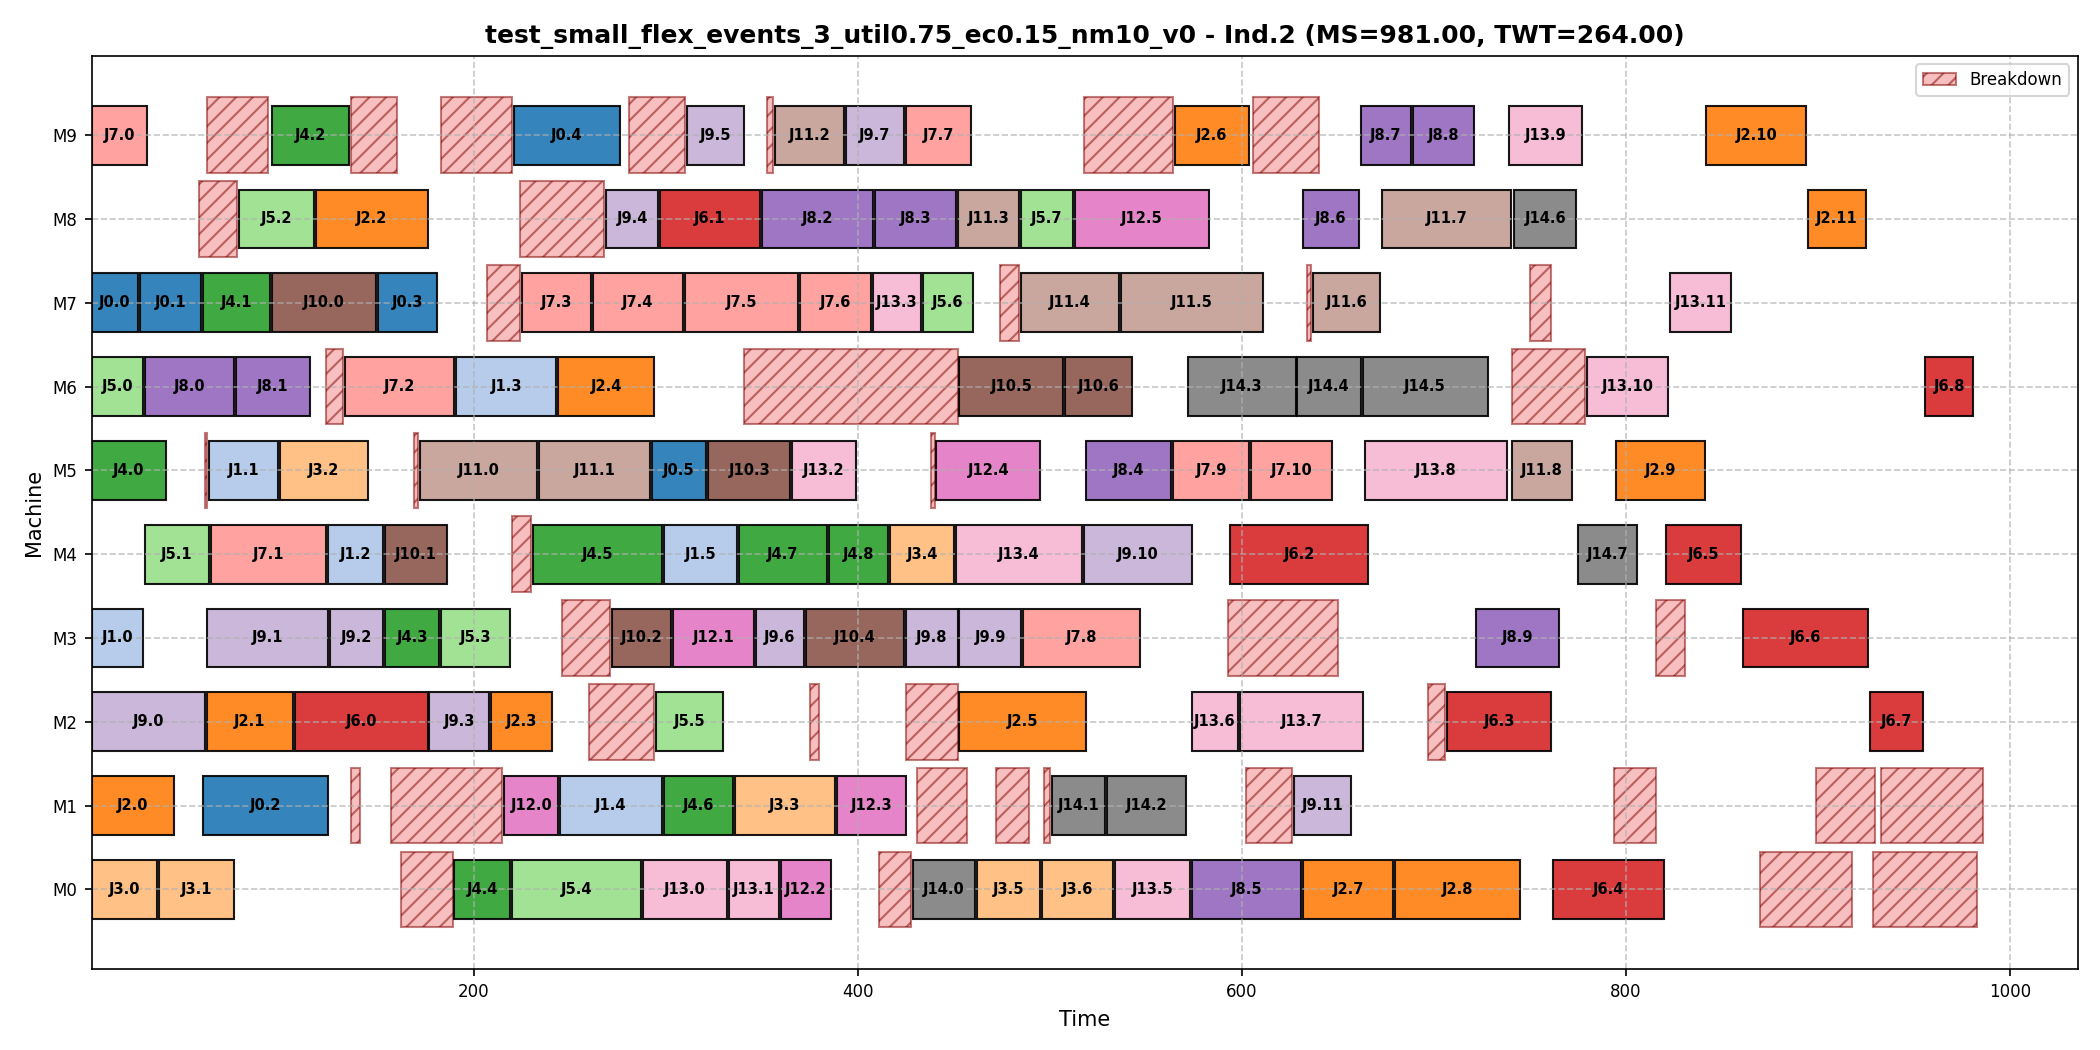 test_small_flex_events_3_util0.75_ec0.15_nm10_v0 - Ind.2 (MS=981.00, TWT=264.00)
Breakdown
M9 J7.0 J4.2 J0.4 J9.5 J11.2 J9.7 J7.7 J2.6 J8.7 J8.8 J13.9 J2.10
M8 J5.2 J2.2 J9.4 J6.1 J8.2 J8.3 J11.3 J5.7 J12.5 J8.6 J11.7 J14.6 J2.11
M7 J0.0 J0.1 J4.1 J10.0 J0.3 J7.3 J7.4 J7.5 J7.6 J13.3 J5.6 J11.4 J11.5 J11.6 J13.11
M6 J5.0 J8.0 J8.1 J7.2 J1.3 J2.4 J10.5 J10.6 J14.3 J14.4 J14.5 J13.10 J6.8
M5 J4.0 J1.1 J3.2 J11.0 J11.1 J0.5 J10.3 J13.2 J12.4 J8.4 J7.9 J7.10 J13.8 J11.8 J2.9
M4 J5.1 J7.1 J1.2 J10.1 J4.5 J1.5 J4.7 J4.8 J3.4 J13.4 J9.10 J6.2 J14.7 J6.5
M3 J1.0 J9.1 J9.2 J4.3 J5.3 J10.2 J12.1 J9.6 J10.4 J9.8 J9.9 J7.8 J8.9 J6.6
M2 J9.0 J2.1 J6.0 J9.3 J2.3 J5.5 J2.5 J13.6 J13.7 J6.3 J6.7
M1 J2.0 J0.2 J12.0 J1.4 J4.6 J3.3 J12.3 J14.1 J14.2 J9.11
M0 J3.0 J3.1 J4.4 J5.4 J13.0 J13.1 J12.2 J14.0 J3.5 J3.6 J13.5 J8.5 J2.7 J2.8 J6.4
Machine
200 400 600 800 1000
Time